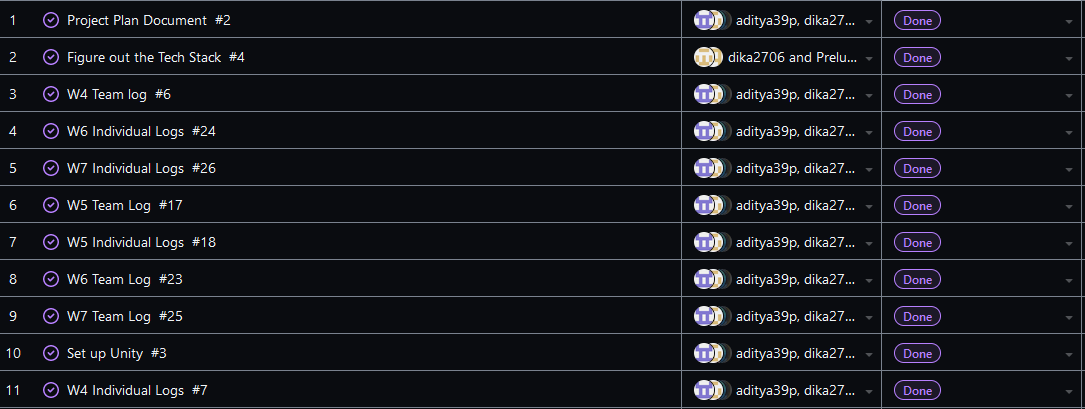 1 Project Plan Document #2 aditya39p, dika27... Done
2 Figure out the Tech Stack #4 dika2706 and Prelu... Done
3 W4 Team log #6 aditya39p, dika27... Done
4 W6 Individual Logs #24 aditya39p, dika27... Done
5 W7 Individual Logs #26 aditya39p, dika27... Done
6 W5 Team Log #17 aditya39p, dika27... Done
7 W5 Individual Logs #18 aditya39p, dika27... Done
8 W6 Team Log #23 aditya39p, dika27... Done
9 W7 Team Log #25 aditya39p, dika27... Done
10 Set up Unity #3 aditya39p, dika27... Done
11 W4 Individual Logs #7 aditya39p, dika27... Done